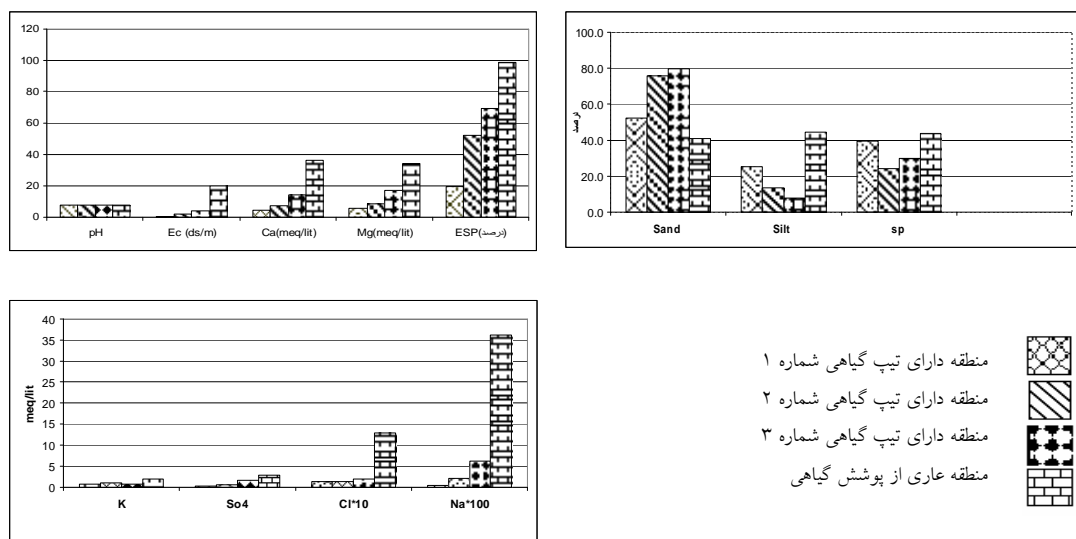 120
100
80
60
40
20
0
pH Ec (ds/m) Ca(meq/lit) Mg(meq/lit) ESP(درصد)
100.0
80.0
60.0
40.0
20.0
0.0
درصد
Sand Silt sp
40
35
30
25
20
15
10
5
0
meq/lit
K So4 Cl*10 Na*100
منطقه دارای تیپ گیاهی شماره ۱
منطقه دارای تیپ گیاهی شماره ۲
منطقه دارای تیپ گیاهی شماره ۳
منطقه عاری از پوشش گیاهی